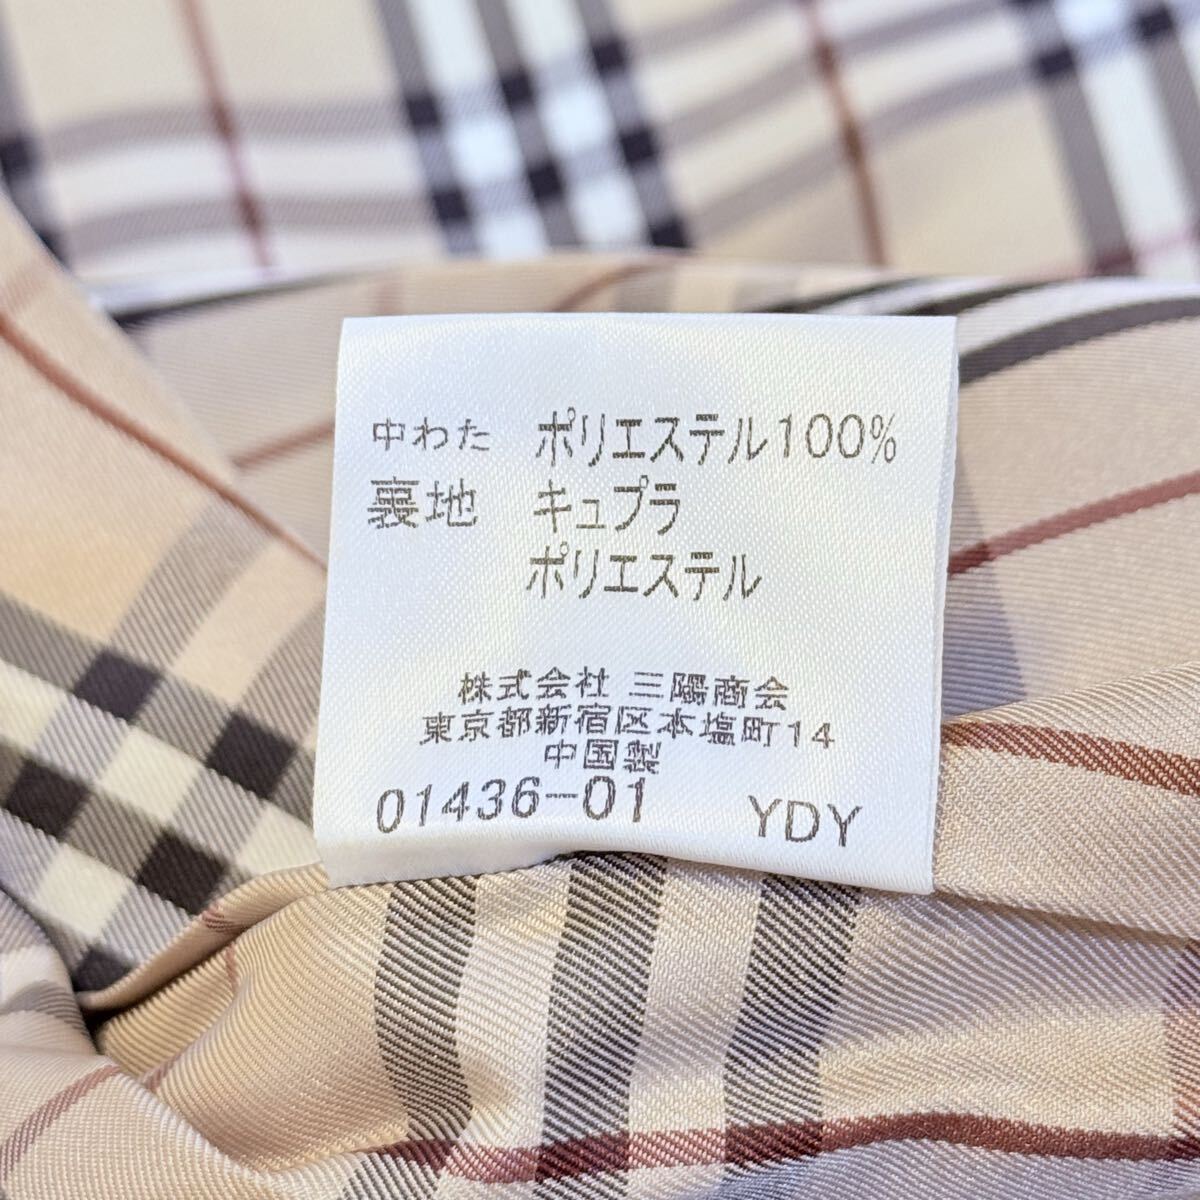 中わた ポリエステル100%
裏地 キュプラ
ポリエステル
株式会社 三陽商会
東京都新宿区本塩町14
中国製
01436-01 YDY